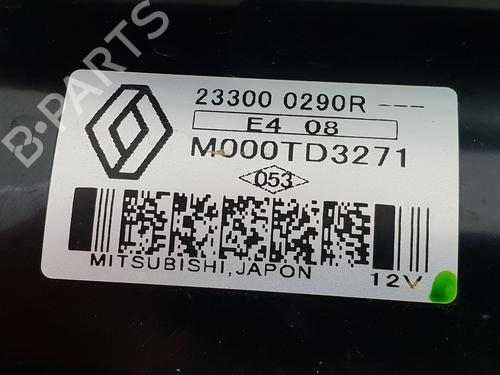 B-PARTS
23300 0290R ---
E4 08
M000TD3271
053
MITSUBISHI, JAPON
12V